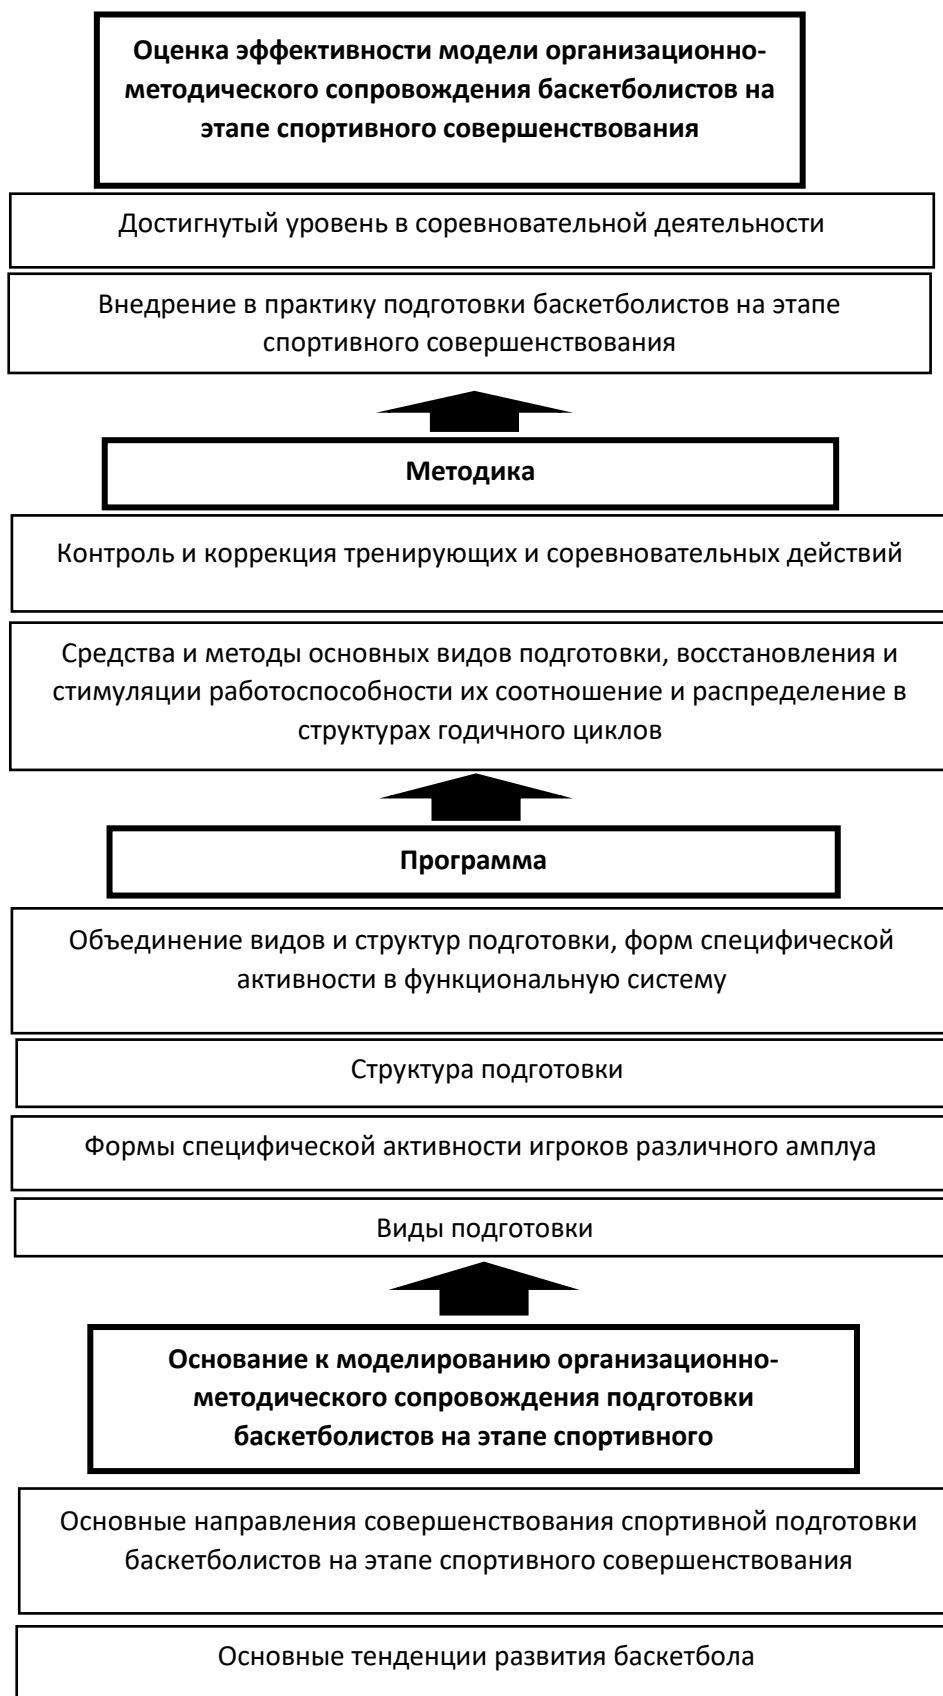 Оценка эффективности модели организационно-
методического сопровождения баскетболистов на
этапе спортивного совершенствования
Достигнутый уровень в соревновательной деятельности
Внедрение в практику подготовки баскетболистов на этапе
спортивного совершенствования
Методика
Контроль и коррекция тренирующих и соревновательных действий
Средства и методы основных видов подготовки, восстановления и
стимуляции работоспособности их соотношение и распределение в
структурах годичного циклов
Программа
Объединение видов и структур подготовки, форм специфической
активности в функциональную систему
Структура подготовки
Формы специфической активности игроков различного амплуа
Виды подготовки
Основание к моделированию организационно-
методического сопровождения подготовки
баскетболистов на этапе спортивного
Основные направления совершенствования спортивной подготовки
баскетболистов на этапе спортивного совершенствования
Основные тенденции развития баскетбола